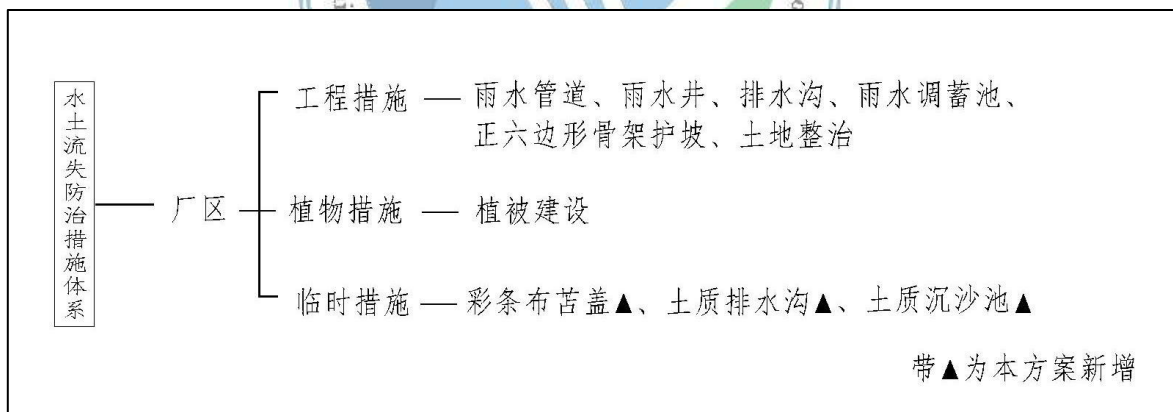 水土流失防治措施体系
厂区
工程措施 — 雨水管道、雨水井、排水沟、雨水调蓄池、
正六边形骨架护坡、土地整治
植物措施 — 植被建设
临时措施 — 彩条布苫盖▲、土质排水沟▲、土质沉沙池▲
带▲为本方案新增